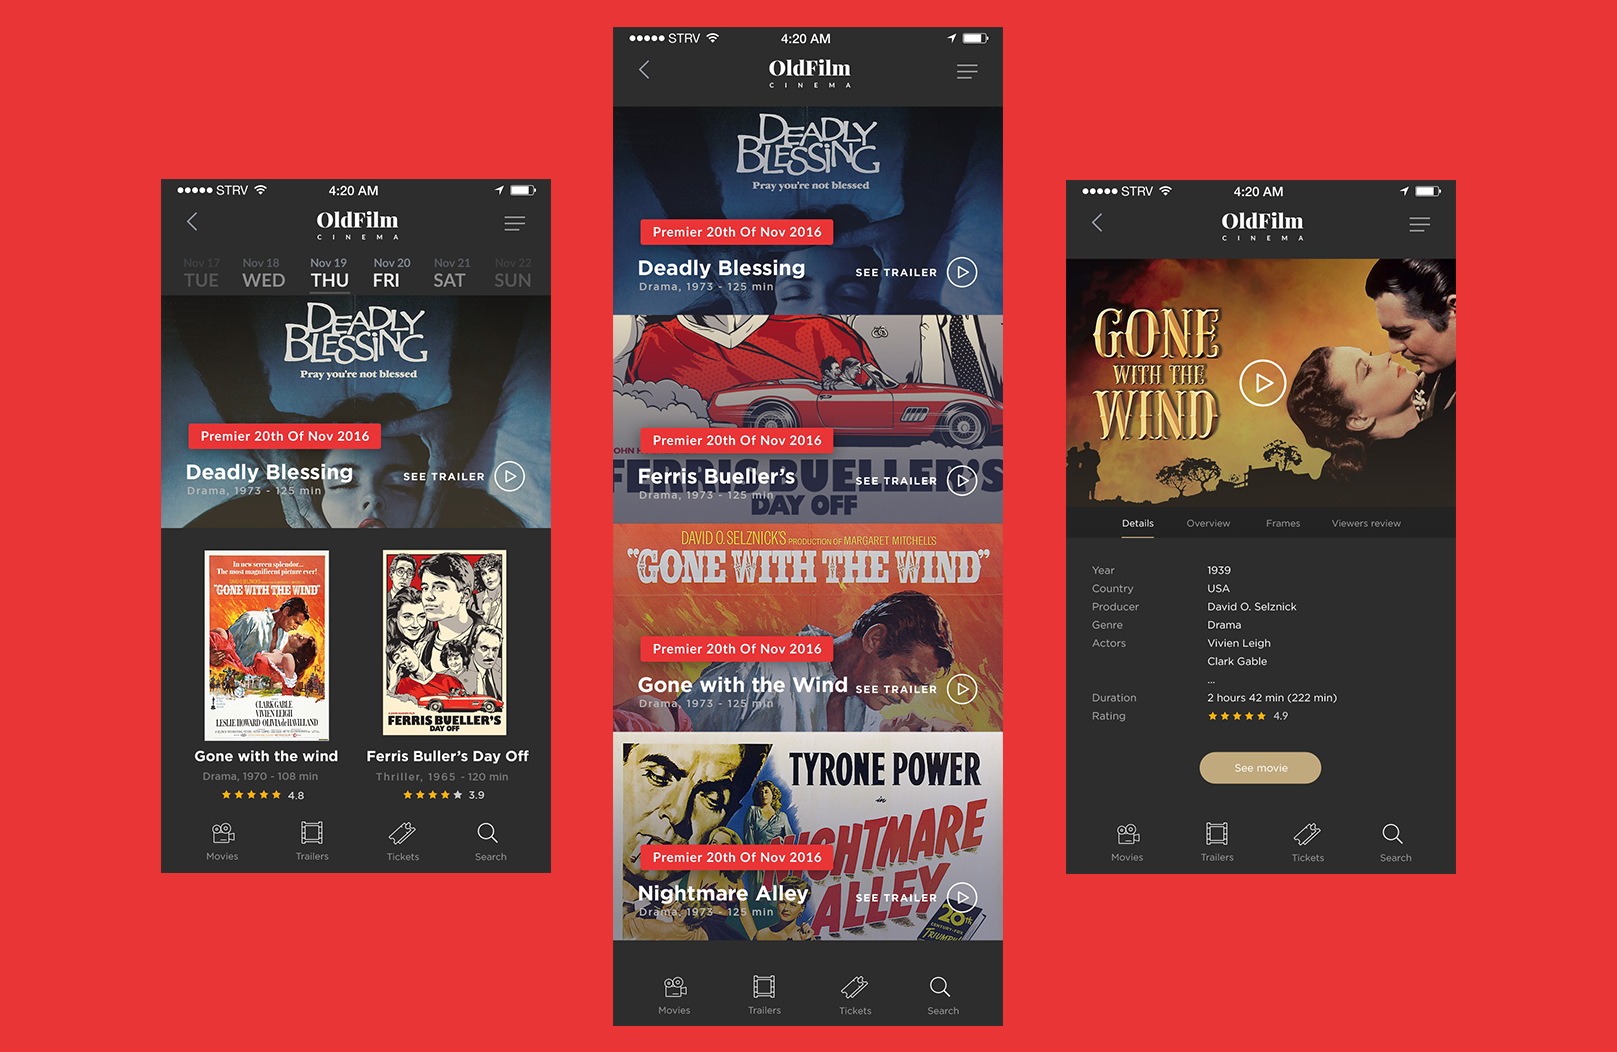 STRV
4:20 AM
OldFilm
CINEMA
Nov 17
TUE
Nov 18
WED
Nov 19
THU
Nov 20
FRI
Nov 21
SAT
Nov 22
SUN
DEADLY
BLESSING
Pray you're not blessed
Premier 20th Of Nov 2016
Deadly Blessing
SEE TRAILER
Drama, 1973 - 125 min
In new screen splendor...
The most magnificent picture ever!
"GONE WITH THE WIND"
CLARK GABLE
VIVIEN LEIGH
LESLIE HOWARD OLIVIA de HAVILLAND
Gone with the wind
Drama, 1970 - 108 min
4.8
FERRIS BUELLER'S
DAY OFF
Ferris Buller's Day Off
Thriller, 1965 - 120 min
3.9
Movies
Trailers
Tickets
Search
STRV
4:20 AM
OldFilm
CINEMA
DEADLY
BLESSING
Pray you're not blessed
Premier 20th Of Nov 2016
Deadly Blessing
SEE TRAILER
Drama, 1973 - 125 min
Premier 20th Of Nov 2016
FERRIS BUELLER'S
DAY OFF
Ferris Bueller's
SEE TRAILER
Drama, 1973 - 125 min
DAVID O. SELZNICK'S PRODUCTION OF MARGARET MITCHELL'S
"GONE WITH THE WIND"
Premier 20th Of Nov 2016
Gone with the Wind
SEE TRAILER
Drama, 1973 - 125 min
TYRONE POWER
in
NIGHTMARE
ALLEY
Premier 20th Of Nov 2016
Nightmare Alley
SEE TRAILER
Drama, 1973 - 125 min
20th
CENTURY-FOX
TRIUMPH!
Movies
Trailers
Tickets
Search
STRV
4:20 AM
OldFilm
CINEMA
GONE
WITH THE
WIND
Details
Overview
Frames
Viewers review
Year 1939
Country USA
Producer David O. Selznick
Genre Drama
Actors Vivien Leigh
Clark Gable
...
Duration 2 hours 42 min (222 min)
Rating 4.9
See movie
Movies
Trailers
Tickets
Search